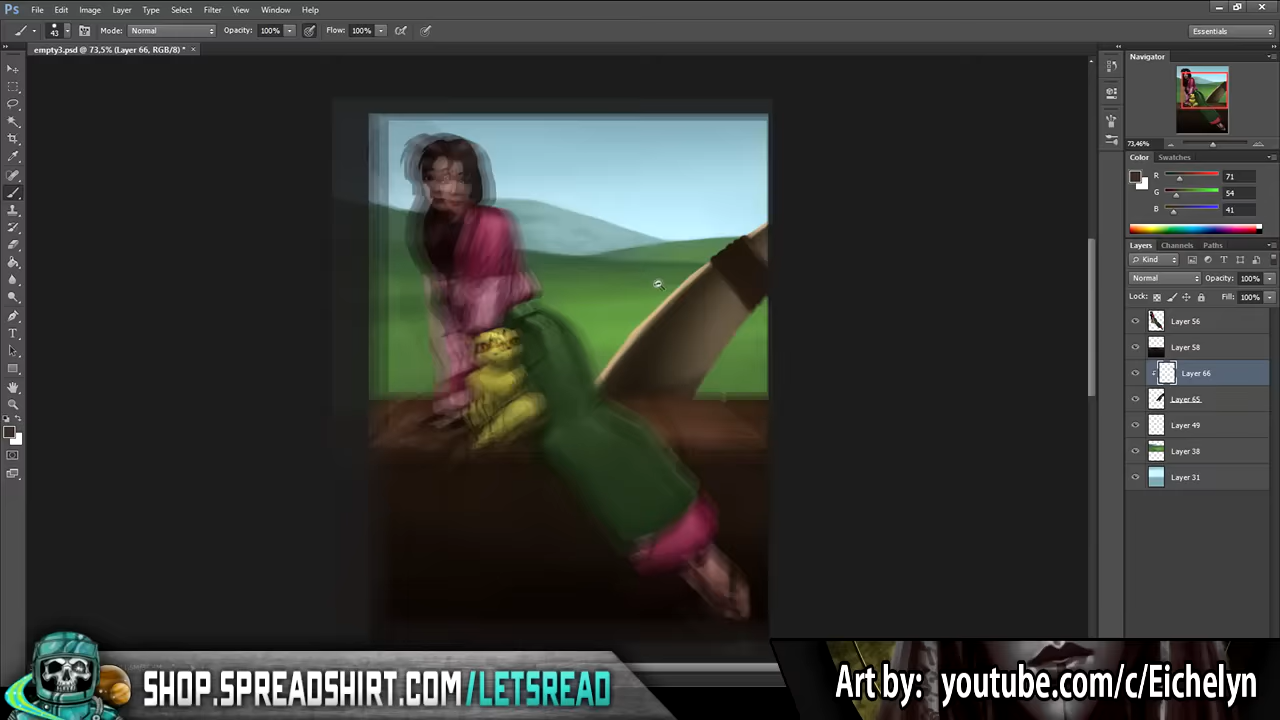 Ps File Edit Image Layer Type Select Filter View Window Help
43 Mode: Normal Opacity: 100% Flow: 100% Essentials
empty3.psd @ 73,5% (Layer 66, RGB/8) * ×
Navigator
73,46%
Color Swatches
R 71
G 54
B 41
Layers Channels Paths
Kind
Normal Opacity: 100%
Lock: Fill: 100%
Layer 56
Layer 58
Layer 66
Layer 65
Layer 49
Layer 38
Layer 31
SHOP.SPREADSHIRT.COM/LETSREAD
Art by: youtube.com/c/Eichelyn